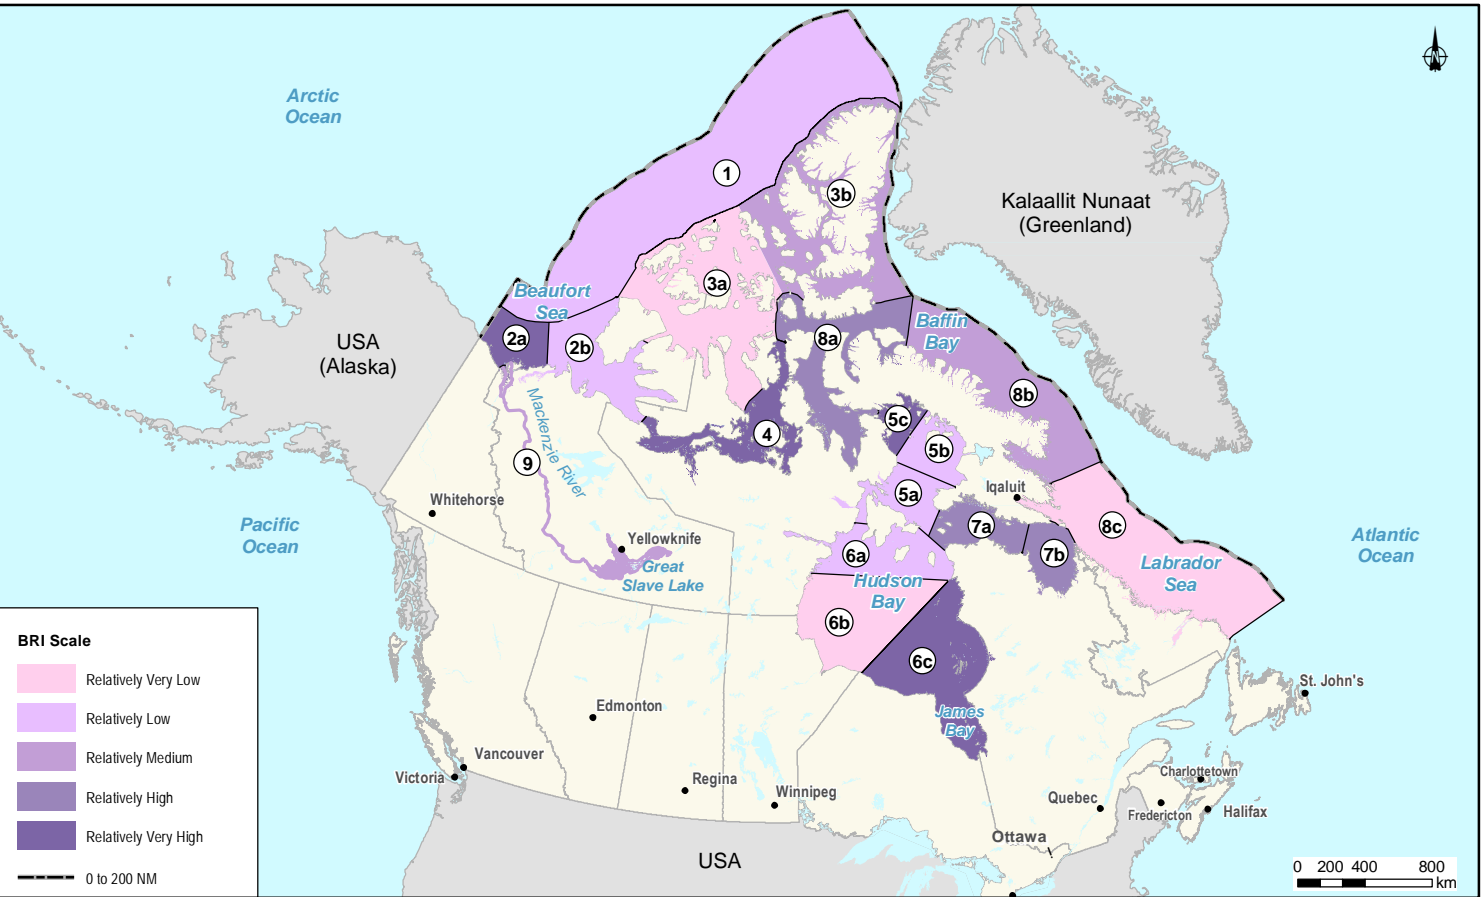 Arctic
Ocean
1
3b
Kalaallit Nunaat
(Greenland)
3a
Beaufort
Sea
USA
(Alaska)
2a
2b
8a
Baffin
Bay
8b
Mackenzie River
4
5c
5b
9
Whitehorse
Iqaluit
5a
Pacific
Ocean
7a
8c
Atlantic
Ocean
Yellowknife
Great
Slave Lake
6a
7b
Labrador
Sea
Hudson
Bay
6b
6c
BRI Scale
Relatively Very Low
Relatively Low
Relatively Medium
Relatively High
Relatively Very High
0 to 200 NM
St. John's
Edmonton
James
Bay
Vancouver
Victoria
Regina
Winnipeg
Charlottetown
Quebec
Fredericton
Halifax
Ottawa
USA
0 200 400 800
km